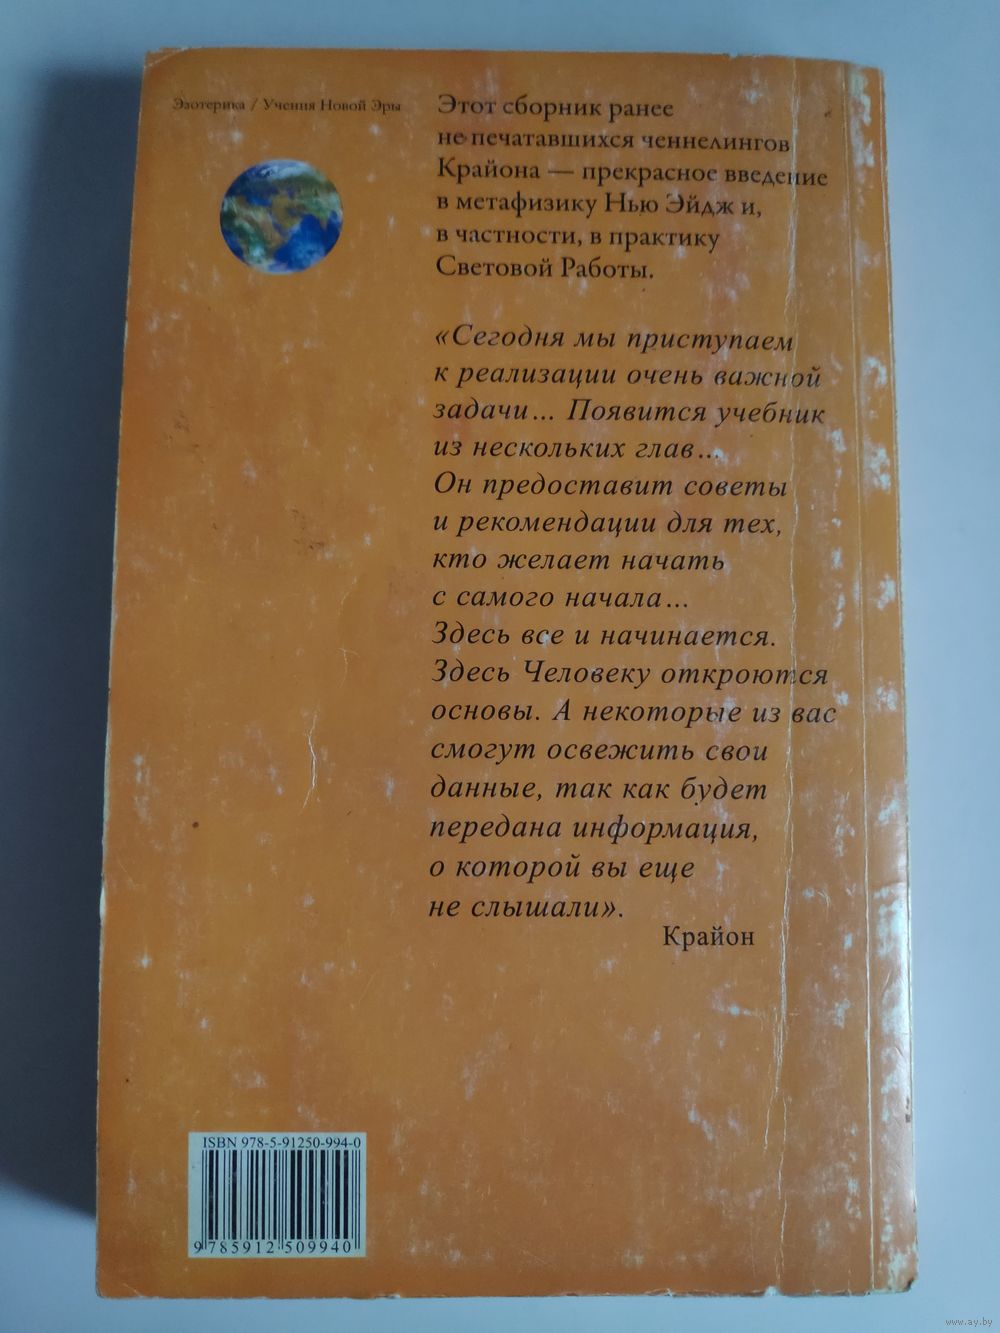 Эзотерика / Учения Новой Эры
Этот сборник ранее
не печатавшихся ченнелингов
Крайона — прекрасное введение
в метафизику Нью Эйдж и,
в частности, в практику
Световой Работы.
«Сегодня мы приступаем
к реализации очень важной
задачи... Появится учебник
из нескольких глав...
Он предоставит советы
и рекомендации для тех,
кто желает начать
с самого начала...
Здесь все и начинается.
Здесь Человеку откроются
основы. А некоторые из вас
смогут освежить свои
данные, так как будет
передана информация,
о которой вы еще
не слышали».
Крайон
ISBN 978-5-91250-994-0
9 785912 509940
www.ay.by